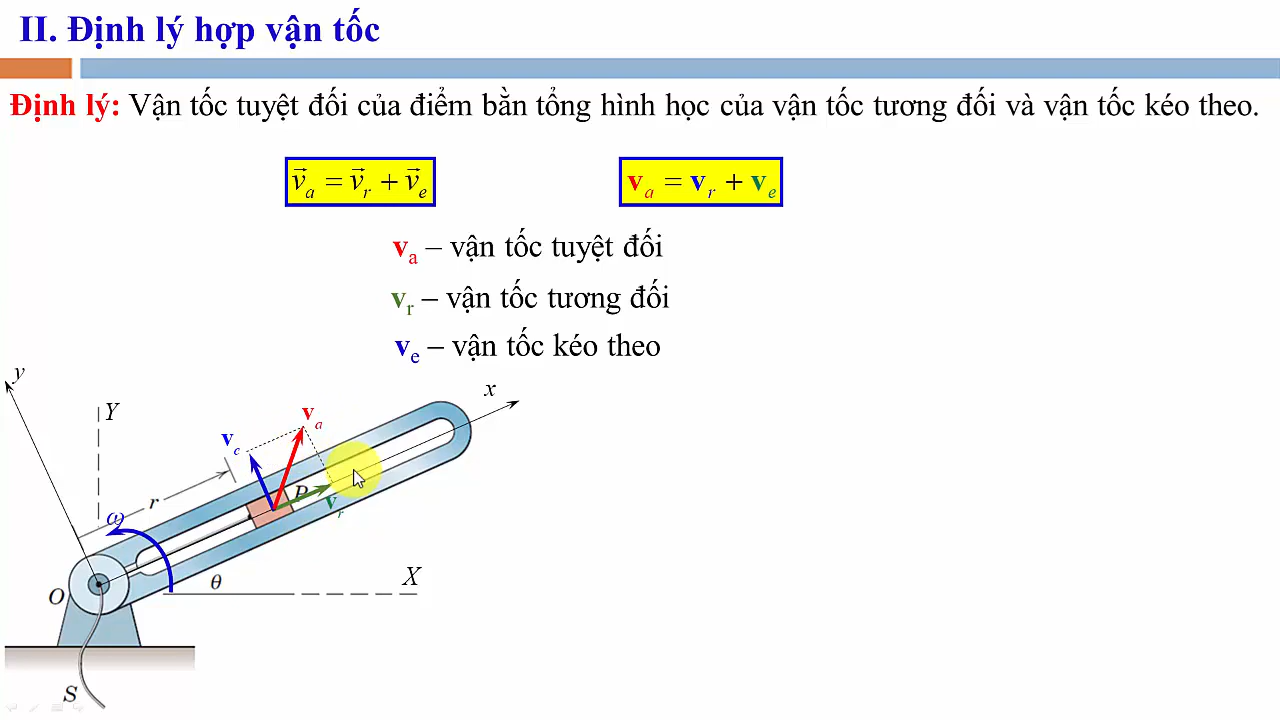 II. Định lý hợp vận tốc
Định lý: Vận tốc tuyệt đối của điểm bằn tổng hình học của vận tốc tương đối và vận tốc kéo theo.
v⃗a = v⃗r + v⃗e
va = vr + ve
va – vận tốc tuyệt đối
vr – vận tốc tương đối
ve – vận tốc kéo theo
y
Y
x
va
vc
r
P
vr
ω
θ
X
O
S